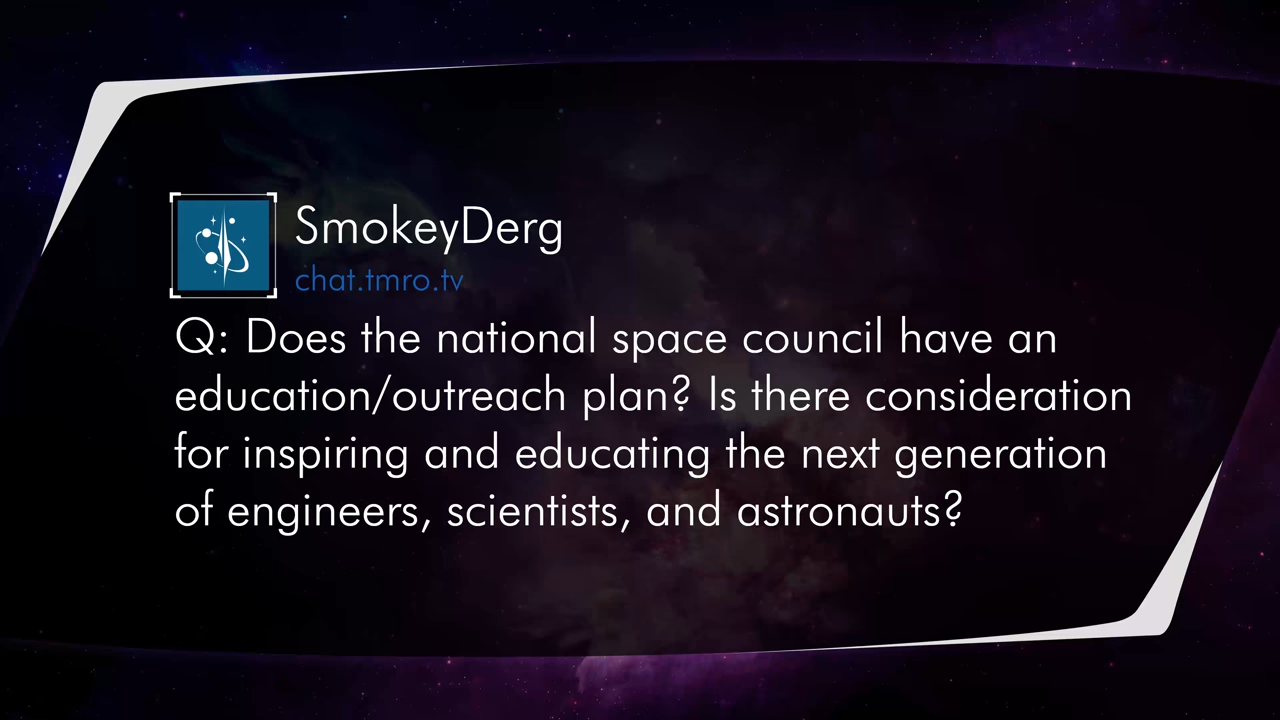 SmokeyDerg
chat.tmro.tv
Q: Does the national space council have an
education/outreach plan? Is there consideration
for inspiring and educating the next generation
of engineers, scientists, and astronauts?